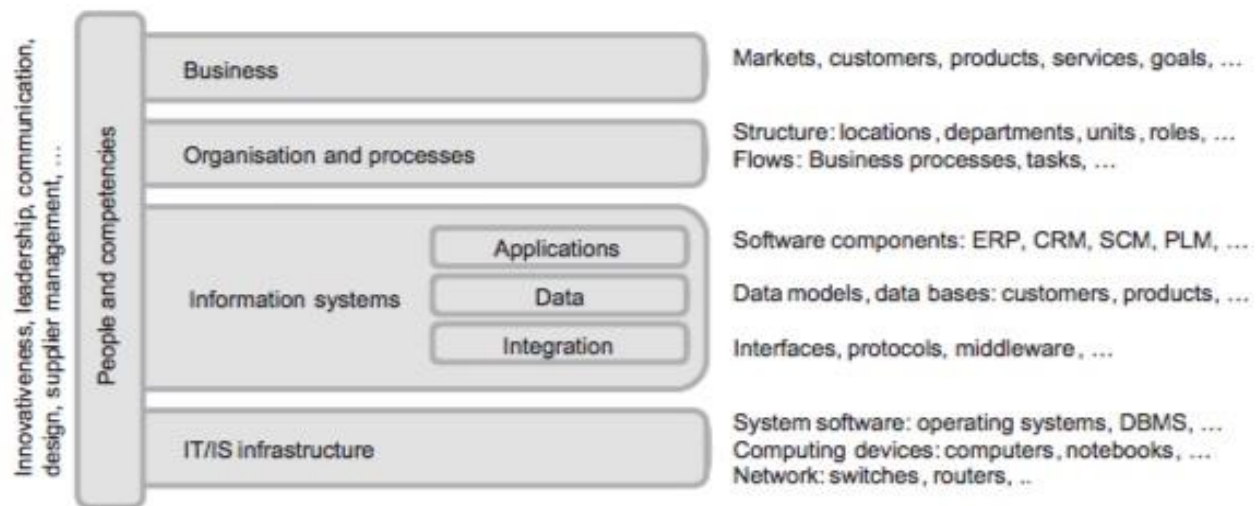 Innovativeness, leadership, communication,
design, supplier management, ...
People and competencies
Business
Markets, customers, products, services, goals, ...
Organisation and processes
Structure: locations, departments, units, roles, ...
Flows: Business processes, tasks, ...
Information systems
Applications
Software components: ERP, CRM, SCM, PLM, ...
Data
Data models, data bases: customers, products, ...
Integration
Interfaces, protocols, middleware, ...
IT/IS infrastructure
System software: operating systems, DBMS, ...
Computing devices: computers, notebooks, ...
Network: switches, routers, ..